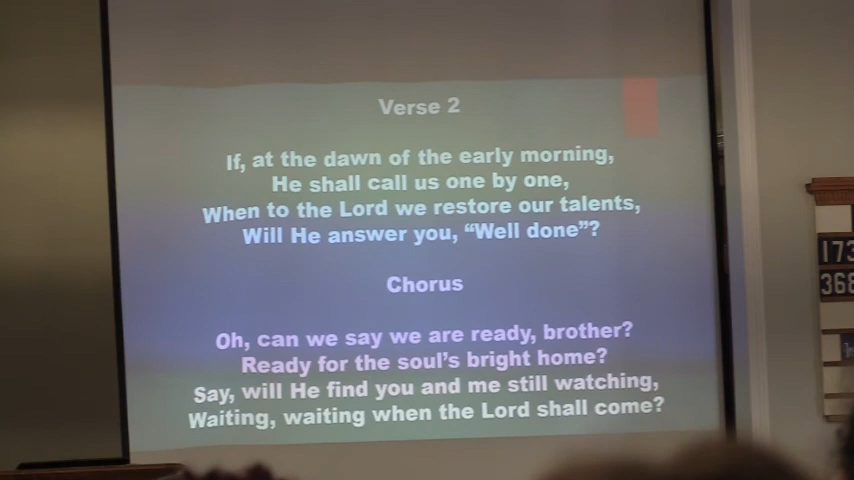 Verse 2
If, at the dawn of the early morning,
He shall call us one by one,
When to the Lord we restore our talents,
Will He answer you, “Well done”?
Chorus
Oh, can we say we are ready, brother?
Ready for the soul’s bright home?
Say, will He find you and me still watching,
Waiting, waiting when the Lord shall come?
173
368